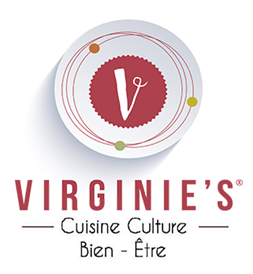 V
VIRGINIE'S®
Cuisine Culture
Bien - Être